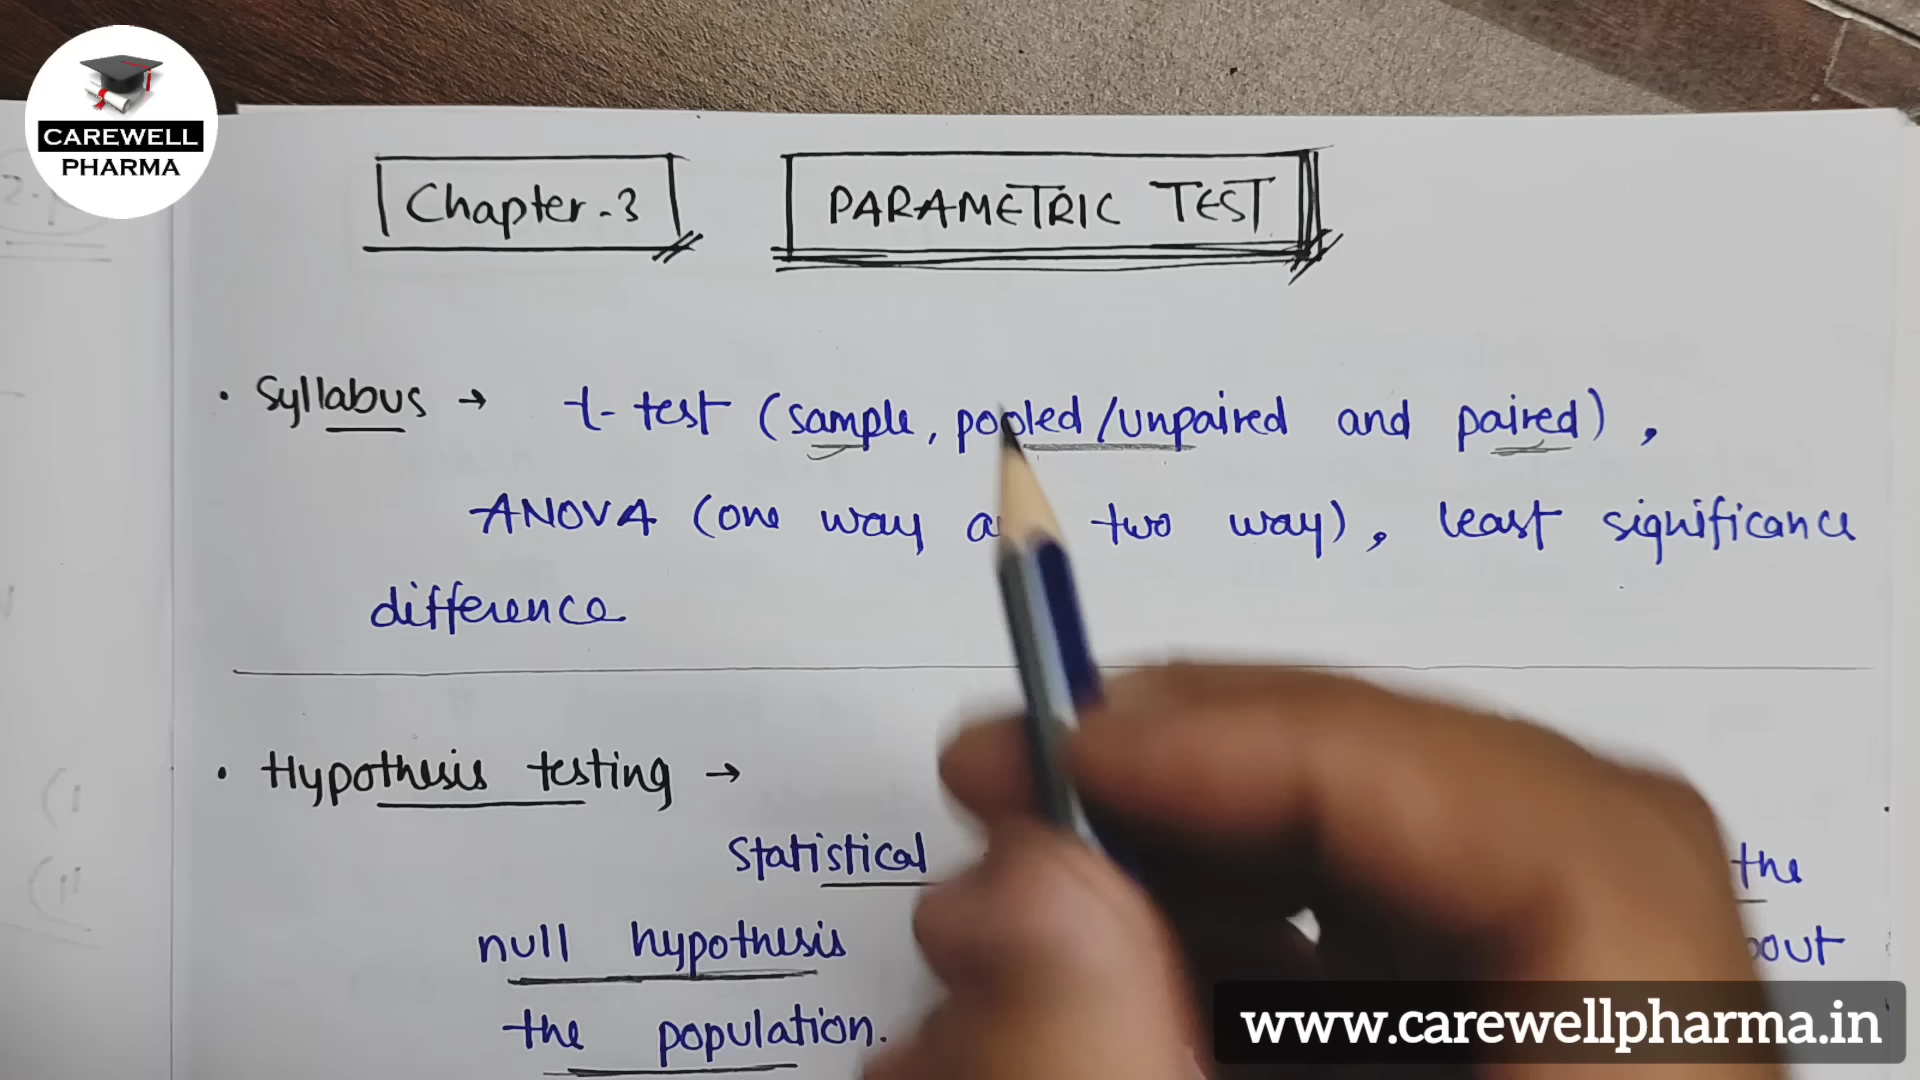 CAREWELL
PHARMA
Chapter-3
PARAMETRIC TEST
• Syllabus → t-test (sample, pooled/unpaired and paired),
ANOVA (one way two way), least significance
difference
• Hypothesis testing →
statistical the
null hypothesis
the population.
www.carewellpharma.in